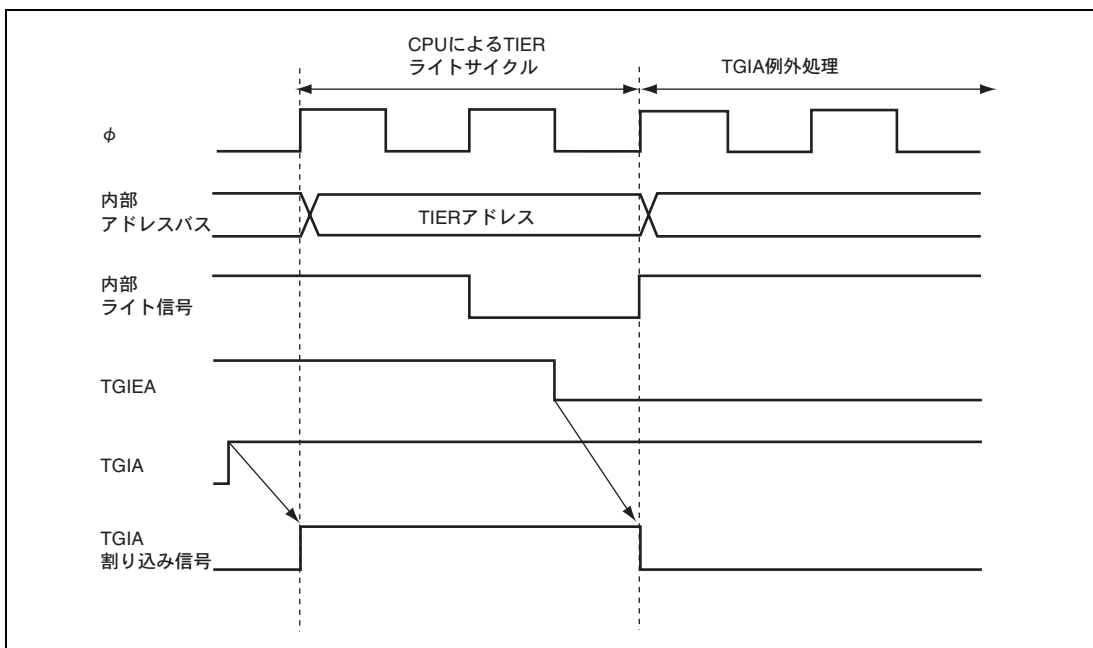 CPUによるTIER
ライトサイクル
TGIA例外処理
φ
内部
アドレスバス
TIERアドレス
内部
ライト信号
TGIEA
TGIA
TGIA
割り込み信号